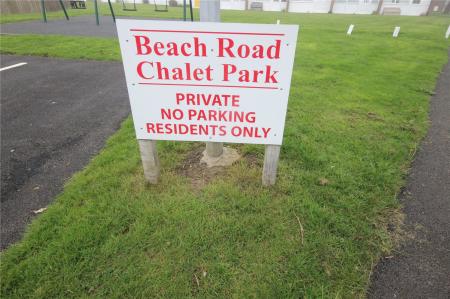 Beach Road
Chalet Park
PRIVATE
NO PARKING
RESIDENTS ONLY